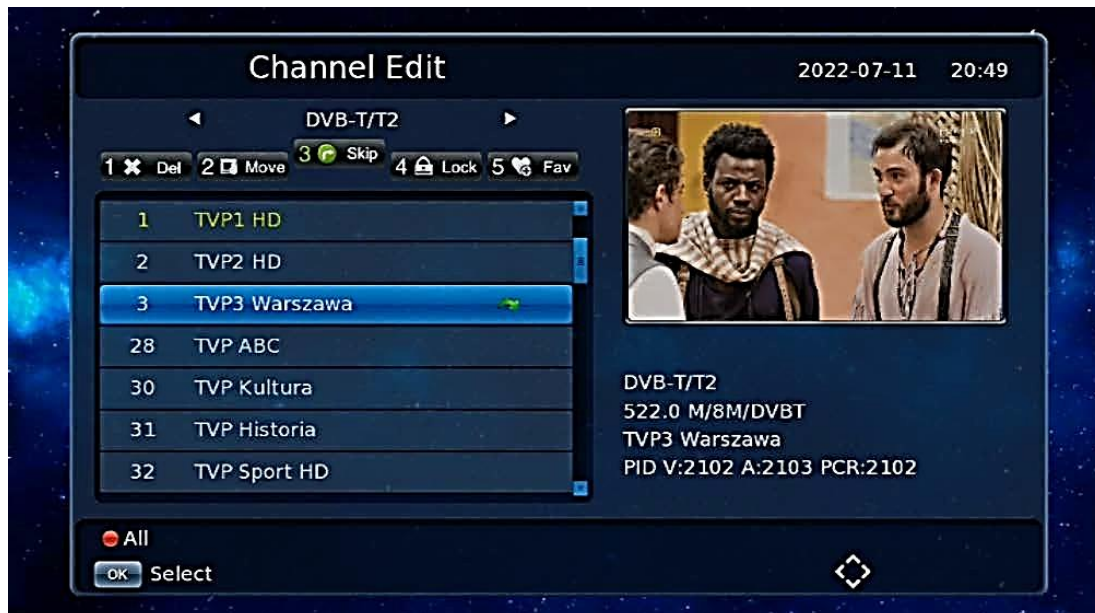 Channel Edit
2022-07-11 20:49
DVB-T/T2
1 Del 2 Move 3 Skip 4 Lock 5 Fav
1 TVP1 HD
2 TVP2 HD
3 TVP3 Warszawa
28 TVP ABC
30 TVP Kultura
31 TVP Historia
32 TVP Sport HD
DVB-T/T2
522.0 M/8M/DVBT
TVP3 Warszawa
PID V:2102 A:2103 PCR:2102
All
OK Select